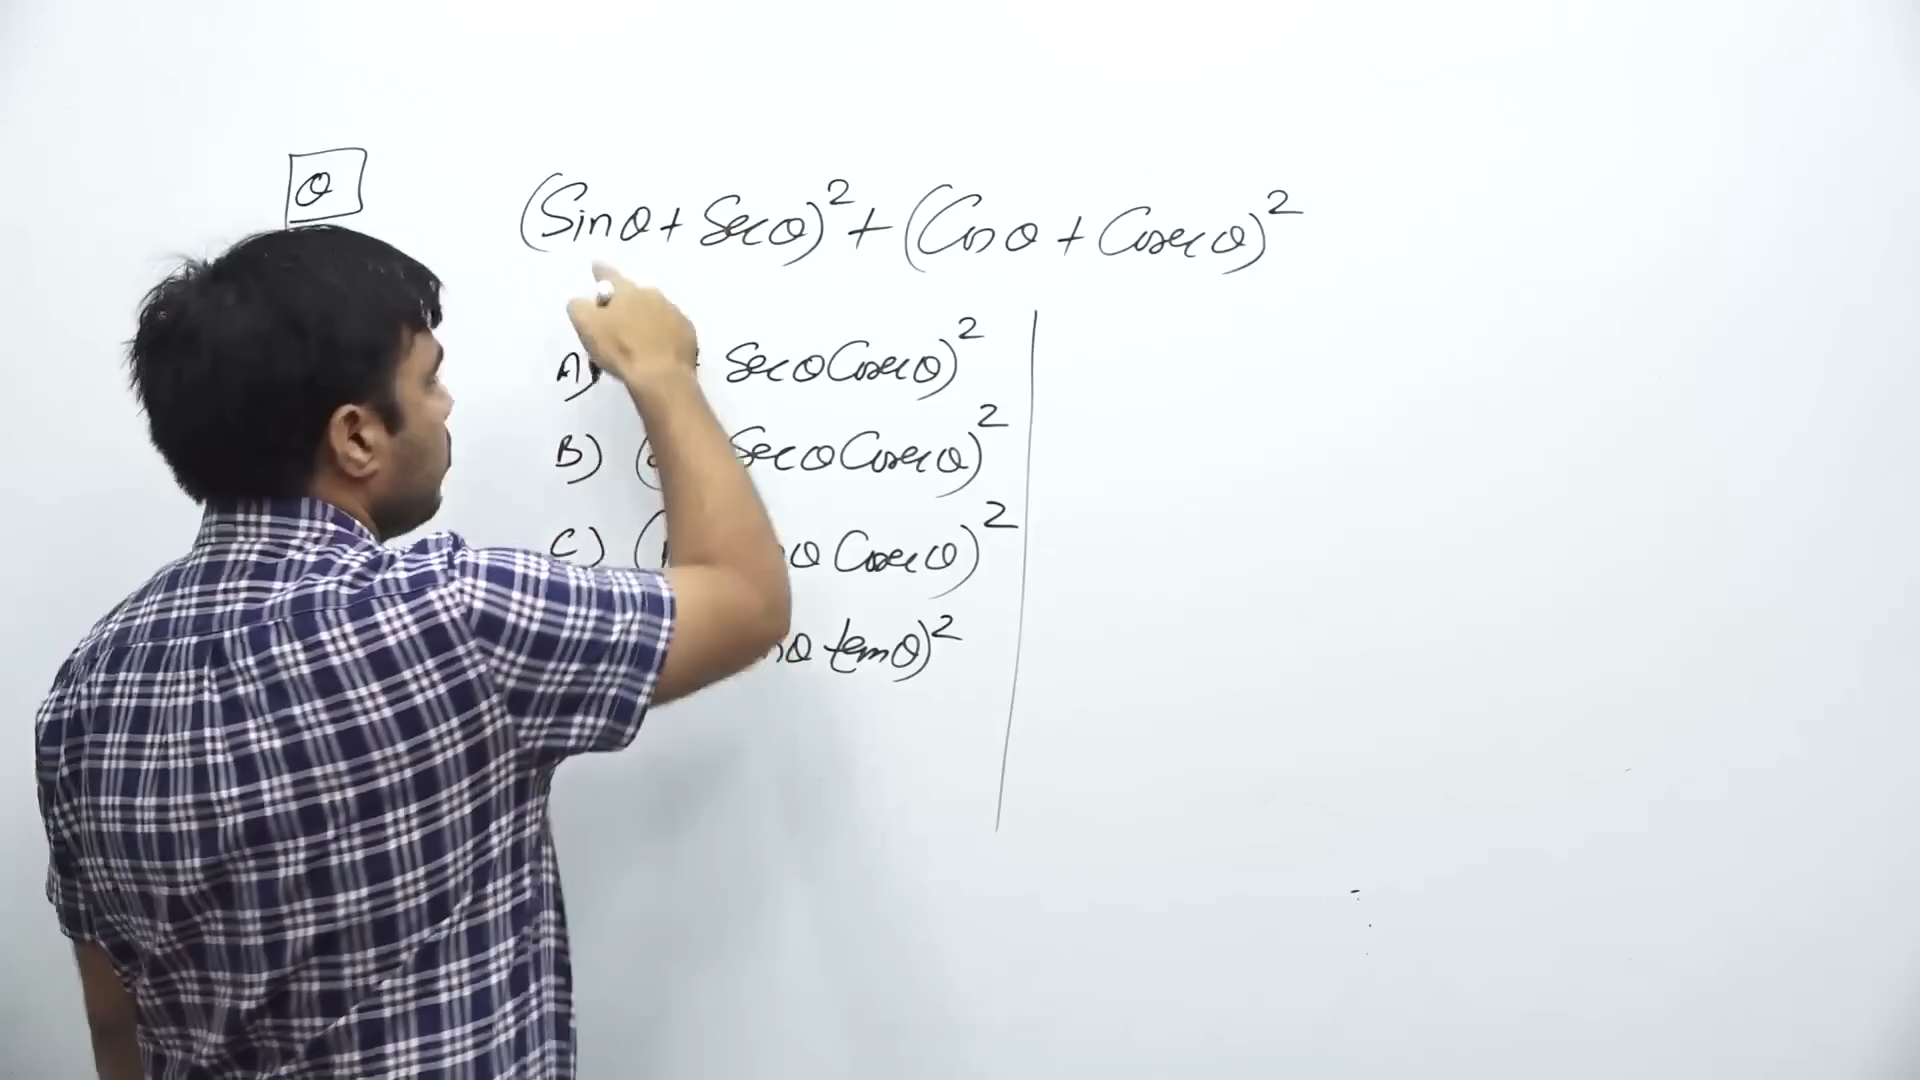 Q
(Sinθ + Secθ)² + (Cosθ + Cosecθ)²
A) Secθ Cosecθ)²
B) ( Secθ Cosecθ)²
C) ( θ Cosecθ)²
θ tanθ)²